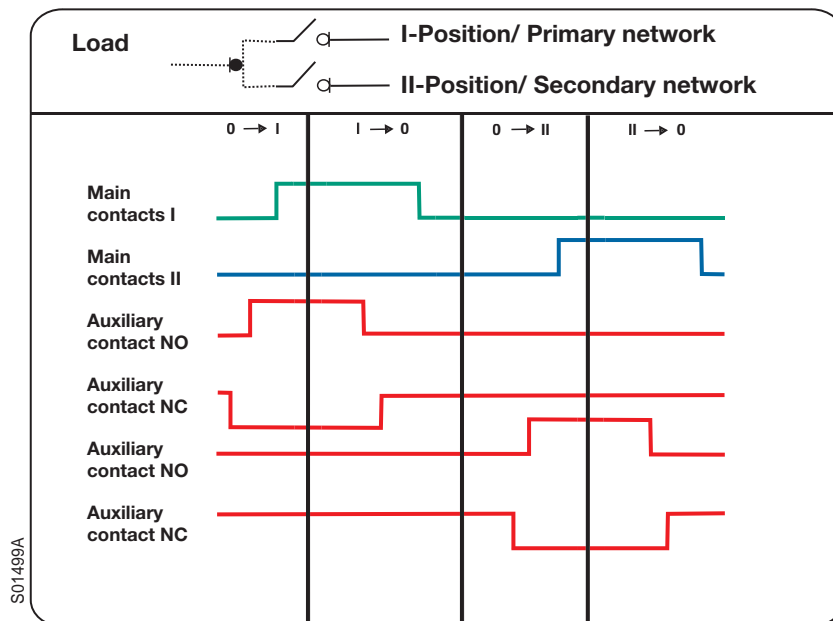 Load
I-Position/ Primary network
II-Position/ Secondary network
0 → I
I → 0
0 → II
II → 0
Main
contacts I
Main
contacts II
Auxiliary
contact NO
Auxiliary
contact NC
Auxiliary
contact NO
Auxiliary
contact NC
S01499A